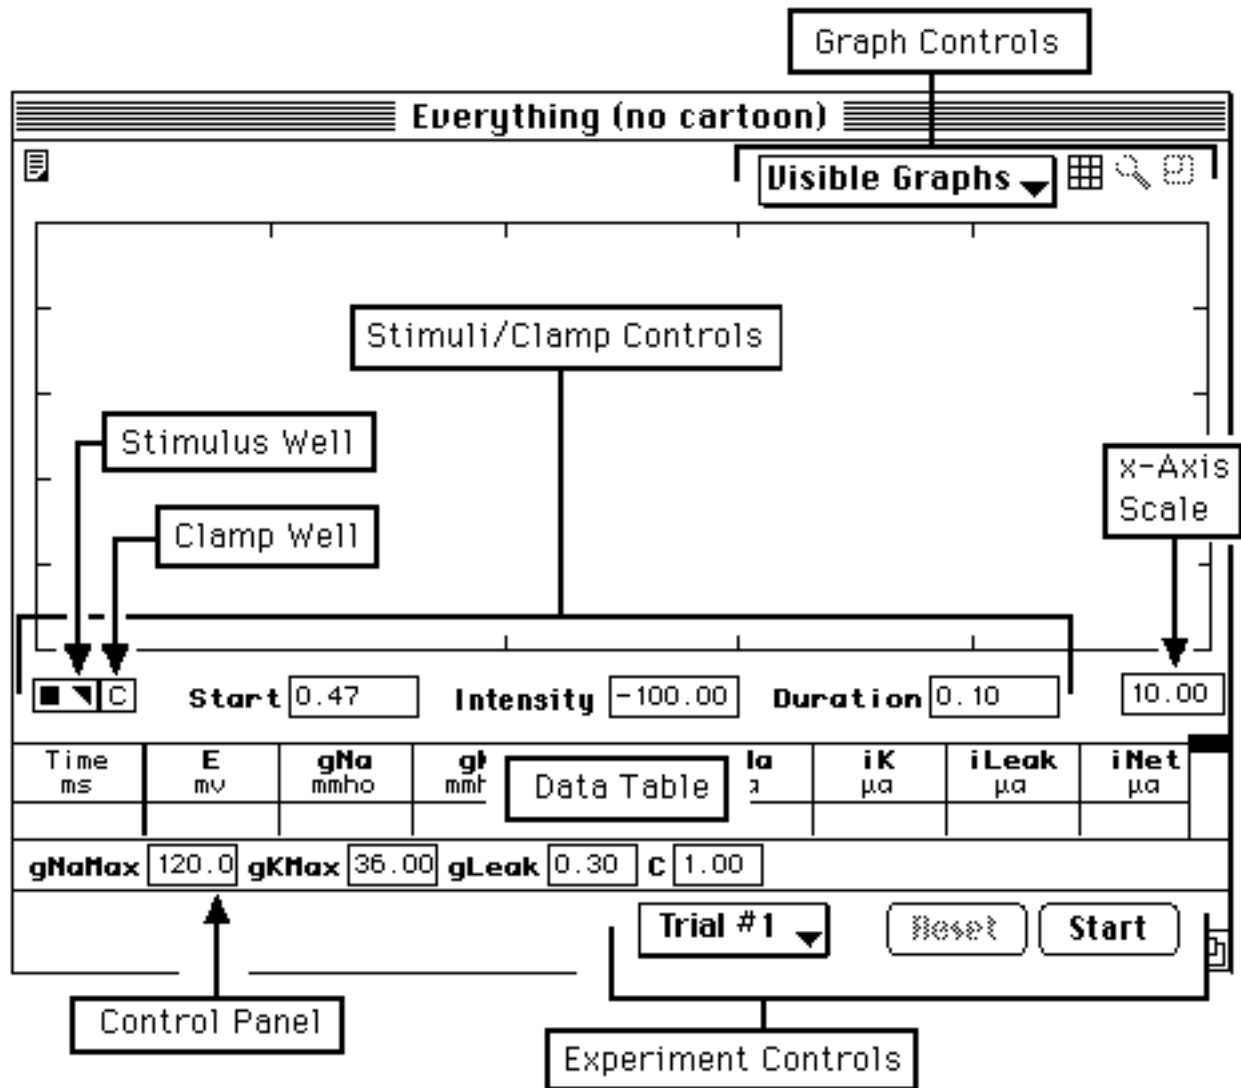 Graph Controls
Everything (no cartoon)
Visible Graphs
Stimuli/Clamp Controls
Stimulus Well
x-Axis
Scale
Clamp Well
C Start 0.47 Intensity -100.00 Duration 0.10 10.00
Time E gNa iK iLeak iNet
ms mv mmho µa µa µa
Data Table
gNaMax 120.0 gKMax 36.00 gLeak 0.30 C 1.00
Trial #1 Reset Start
Control Panel
Experiment Controls